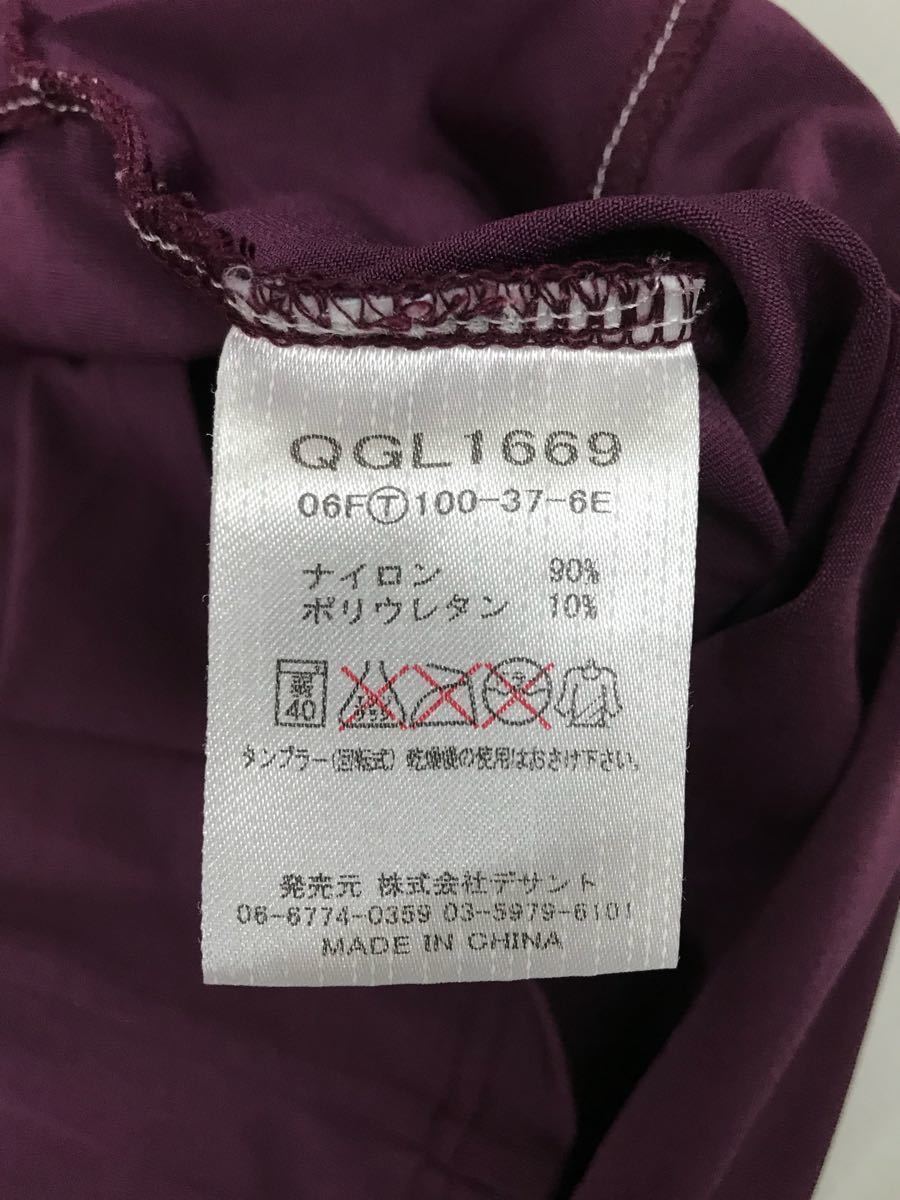 QGL1669
06FⓉ100-37-6E
ナイロン 90%
ポリウレタン 10%
弱
40
タンブラー(回転式) 乾燥機の使用はおさけ下さい。
発売元 株式会社デサント
06-6774-0359 03-5979-6101
MADE IN CHINA